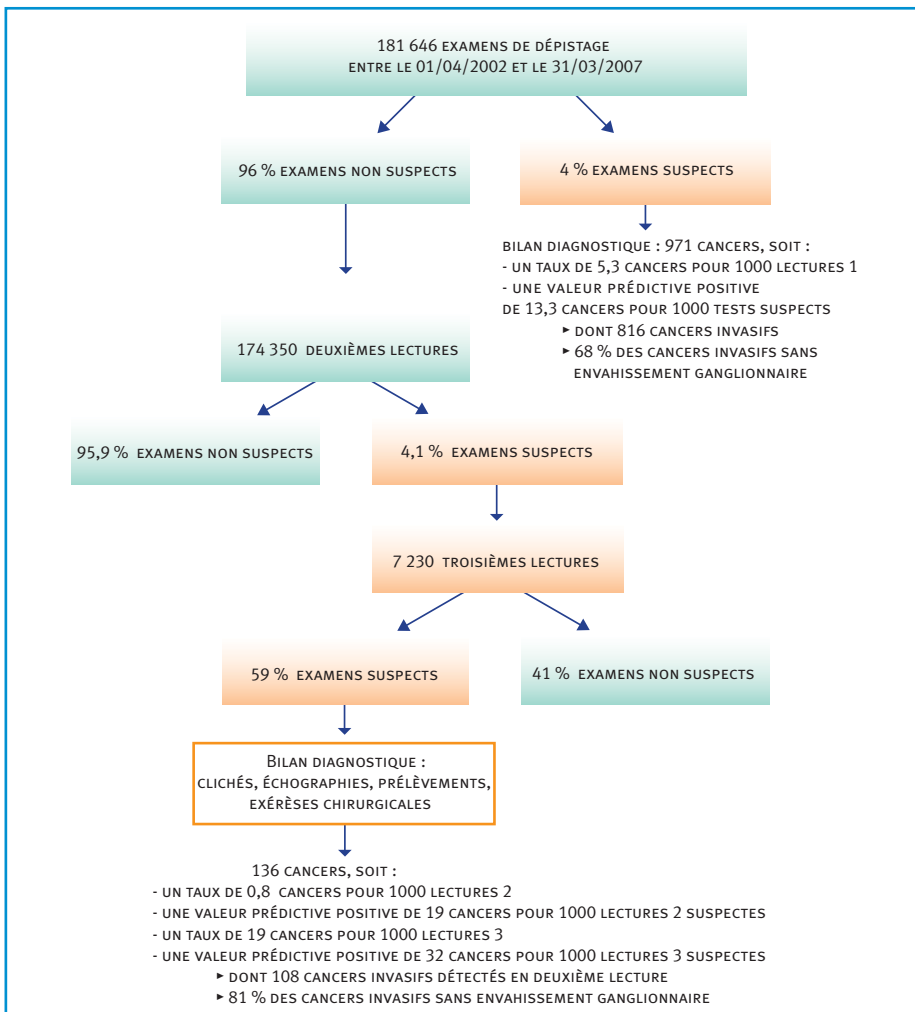 181 646 EXAMENS DE DÉPISTAGE
ENTRE LE 01/04/2002 ET LE 31/03/2007
96 % EXAMENS NON SUSPECTS
4 % EXAMENS SUSPECTS
BILAN DIAGNOSTIQUE : 971 CANCERS, SOIT :
- UN TAUX DE 5,3 CANCERS POUR 1000 LECTURES 1
- UNE VALEUR PRÉDICTIVE POSITIVE
DE 13,3 CANCERS POUR 1000 TESTS SUSPECTS
► DONT 816 CANCERS INVASIFS
► 68 % DES CANCERS INVASIFS SANS
ENVAHISSEMENT GANGLIONNAIRE
174 350 DEUXIÈMES LECTURES
95,9 % EXAMENS NON SUSPECTS
4,1 % EXAMENS SUSPECTS
7 230 TROISIÈMES LECTURES
59 % EXAMENS SUSPECTS
41 % EXAMENS NON SUSPECTS
BILAN DIAGNOSTIQUE :
CLICHÉS, ÉCHOGRAPHIES, PRÉLÈVEMENTS,
EXÉRÈSES CHIRURGICALES
136 CANCERS, SOIT :
- UN TAUX DE 0,8 CANCERS POUR 1000 LECTURES 2
- UNE VALEUR PRÉDICTIVE POSITIVE DE 19 CANCERS POUR 1000 LECTURES 2 SUSPECTES
- UN TAUX DE 19 CANCERS POUR 1000 LECTURES 3
- UNE VALEUR PRÉDICTIVE POSITIVE DE 32 CANCERS POUR 1000 LECTURES 3 SUSPECTES
► DONT 108 CANCERS INVASIFS DÉTECTÉS EN DEUXIÈME LECTURE
► 81 % DES CANCERS INVASIFS SANS ENVAHISSEMENT GANGLIONNAIRE